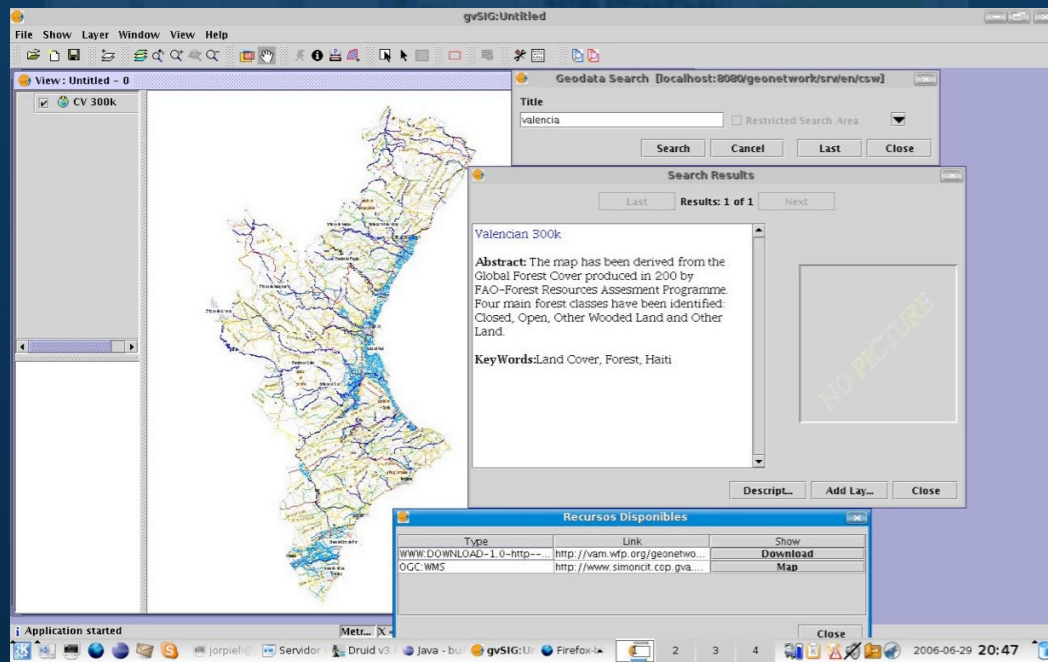 gvSIG:Untitled
File Show Layer Window View Help
View : Untitled - 0
CV 300k
Geodata Search [localhost:8080/geonetwork/srv/en/csw]
Title
valencia
Restricted Search Area
Search Cancel Last Close
Search Results
Last Results: 1 of 1 Next
Valencian 300k
Abstract: The map has been derived from the
Global Forest Cover produced in 200 by
FAO-Forest Resources Assesment Programme.
Four main forest classes have been identified:
Closed, Open, Other Wooded Land and Other
Land.
KeyWords:Land Cover, Forest, Haiti
NO PICTURE
Descript... Add Lay... Close
Recursos Disponibles
Type Link Show
WWW:DOWNLOAD-1.0-http--... http://vam.wfp.org/geonetwo... Download
OGC:WMS http://www.simoncit.cop.gva.... Map
Close
Application started Metr... X =
jorpiell@ Servidor Druid v3. Java - bu gvSIG:Un Firefox-l 2 3 4 2006-06-29 20:47